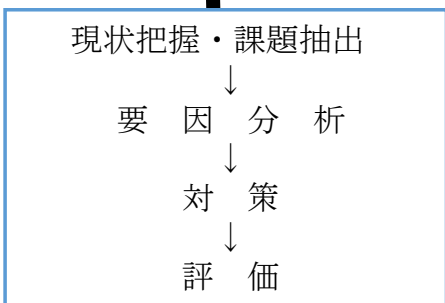 現状把握・課題抽出
↓
要　因　分　析
↓
対　策
↓
評　価